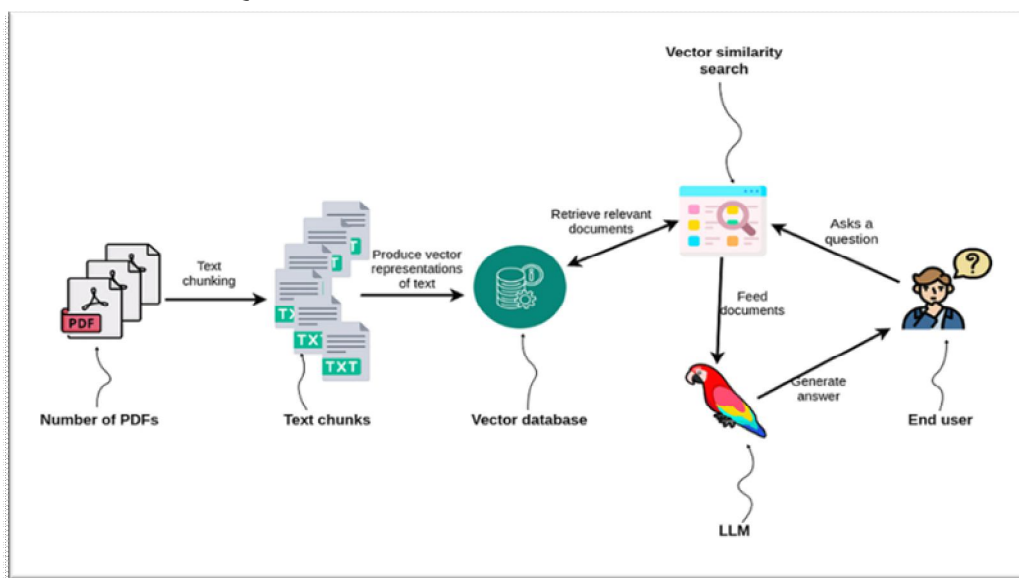 Vector similarity
search
Retrieve relevant
documents
Asks a
question
Text
chunking
Produce vector
representations
of text
Feed
documents
PDF
TXT
TXT
TXT
Generate
answer
Number of PDFs
Text chunks
Vector database
End user
LLM